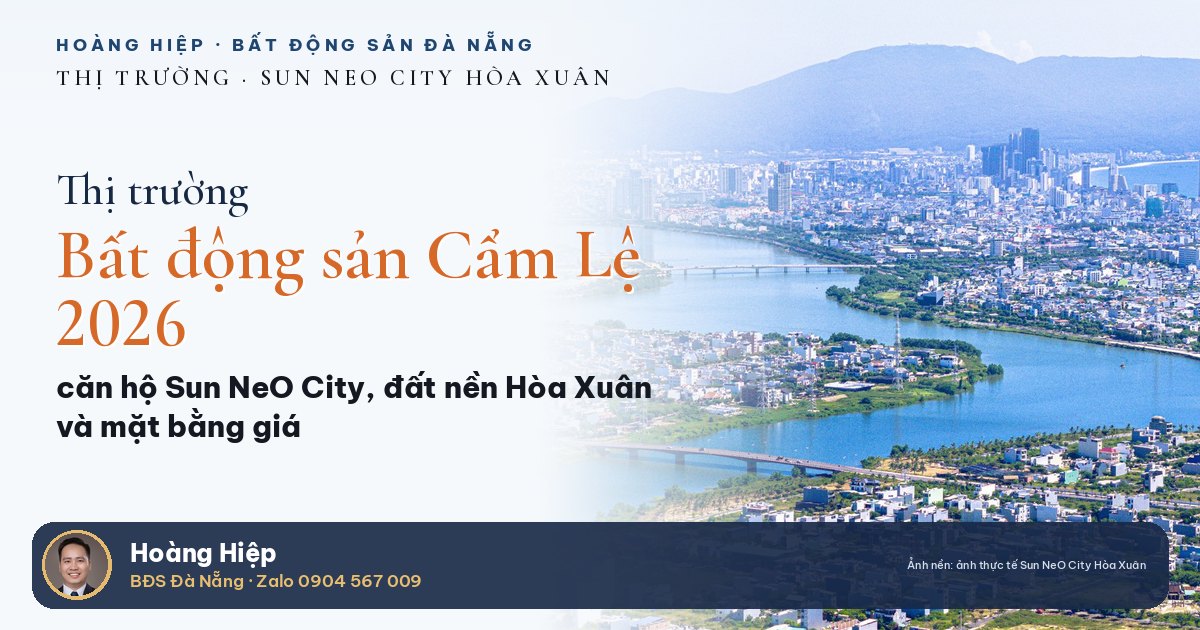 HOÀNG HIỆP · BẤT ĐỘNG SẢN ĐÀ NẴNG
THỊ TRƯỜNG · SUN NEO CITY HÒA XUÂN
Thị trường
Bất động sản Cẩm Lệ
2026
căn hộ Sun NeO City, đất nền Hòa Xuân
và mặt bằng giá
Hoàng Hiệp
BĐS Đà Nẵng · Zalo 0904 567 009
Ảnh nền: ảnh thực tế Sun NeO City Hòa Xuân